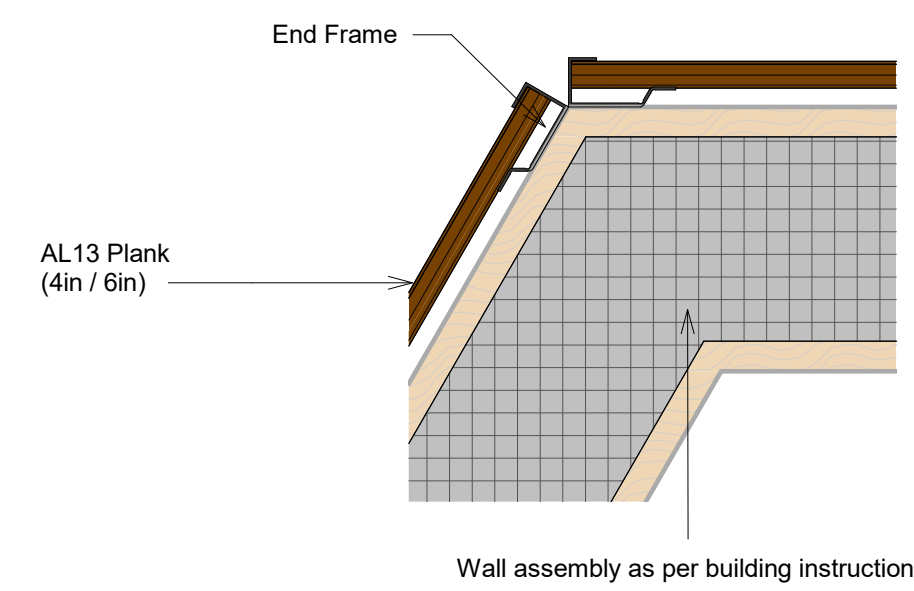 End Frame
AL13 Plank
(4in / 6in)
Wall assembly as per building instruction